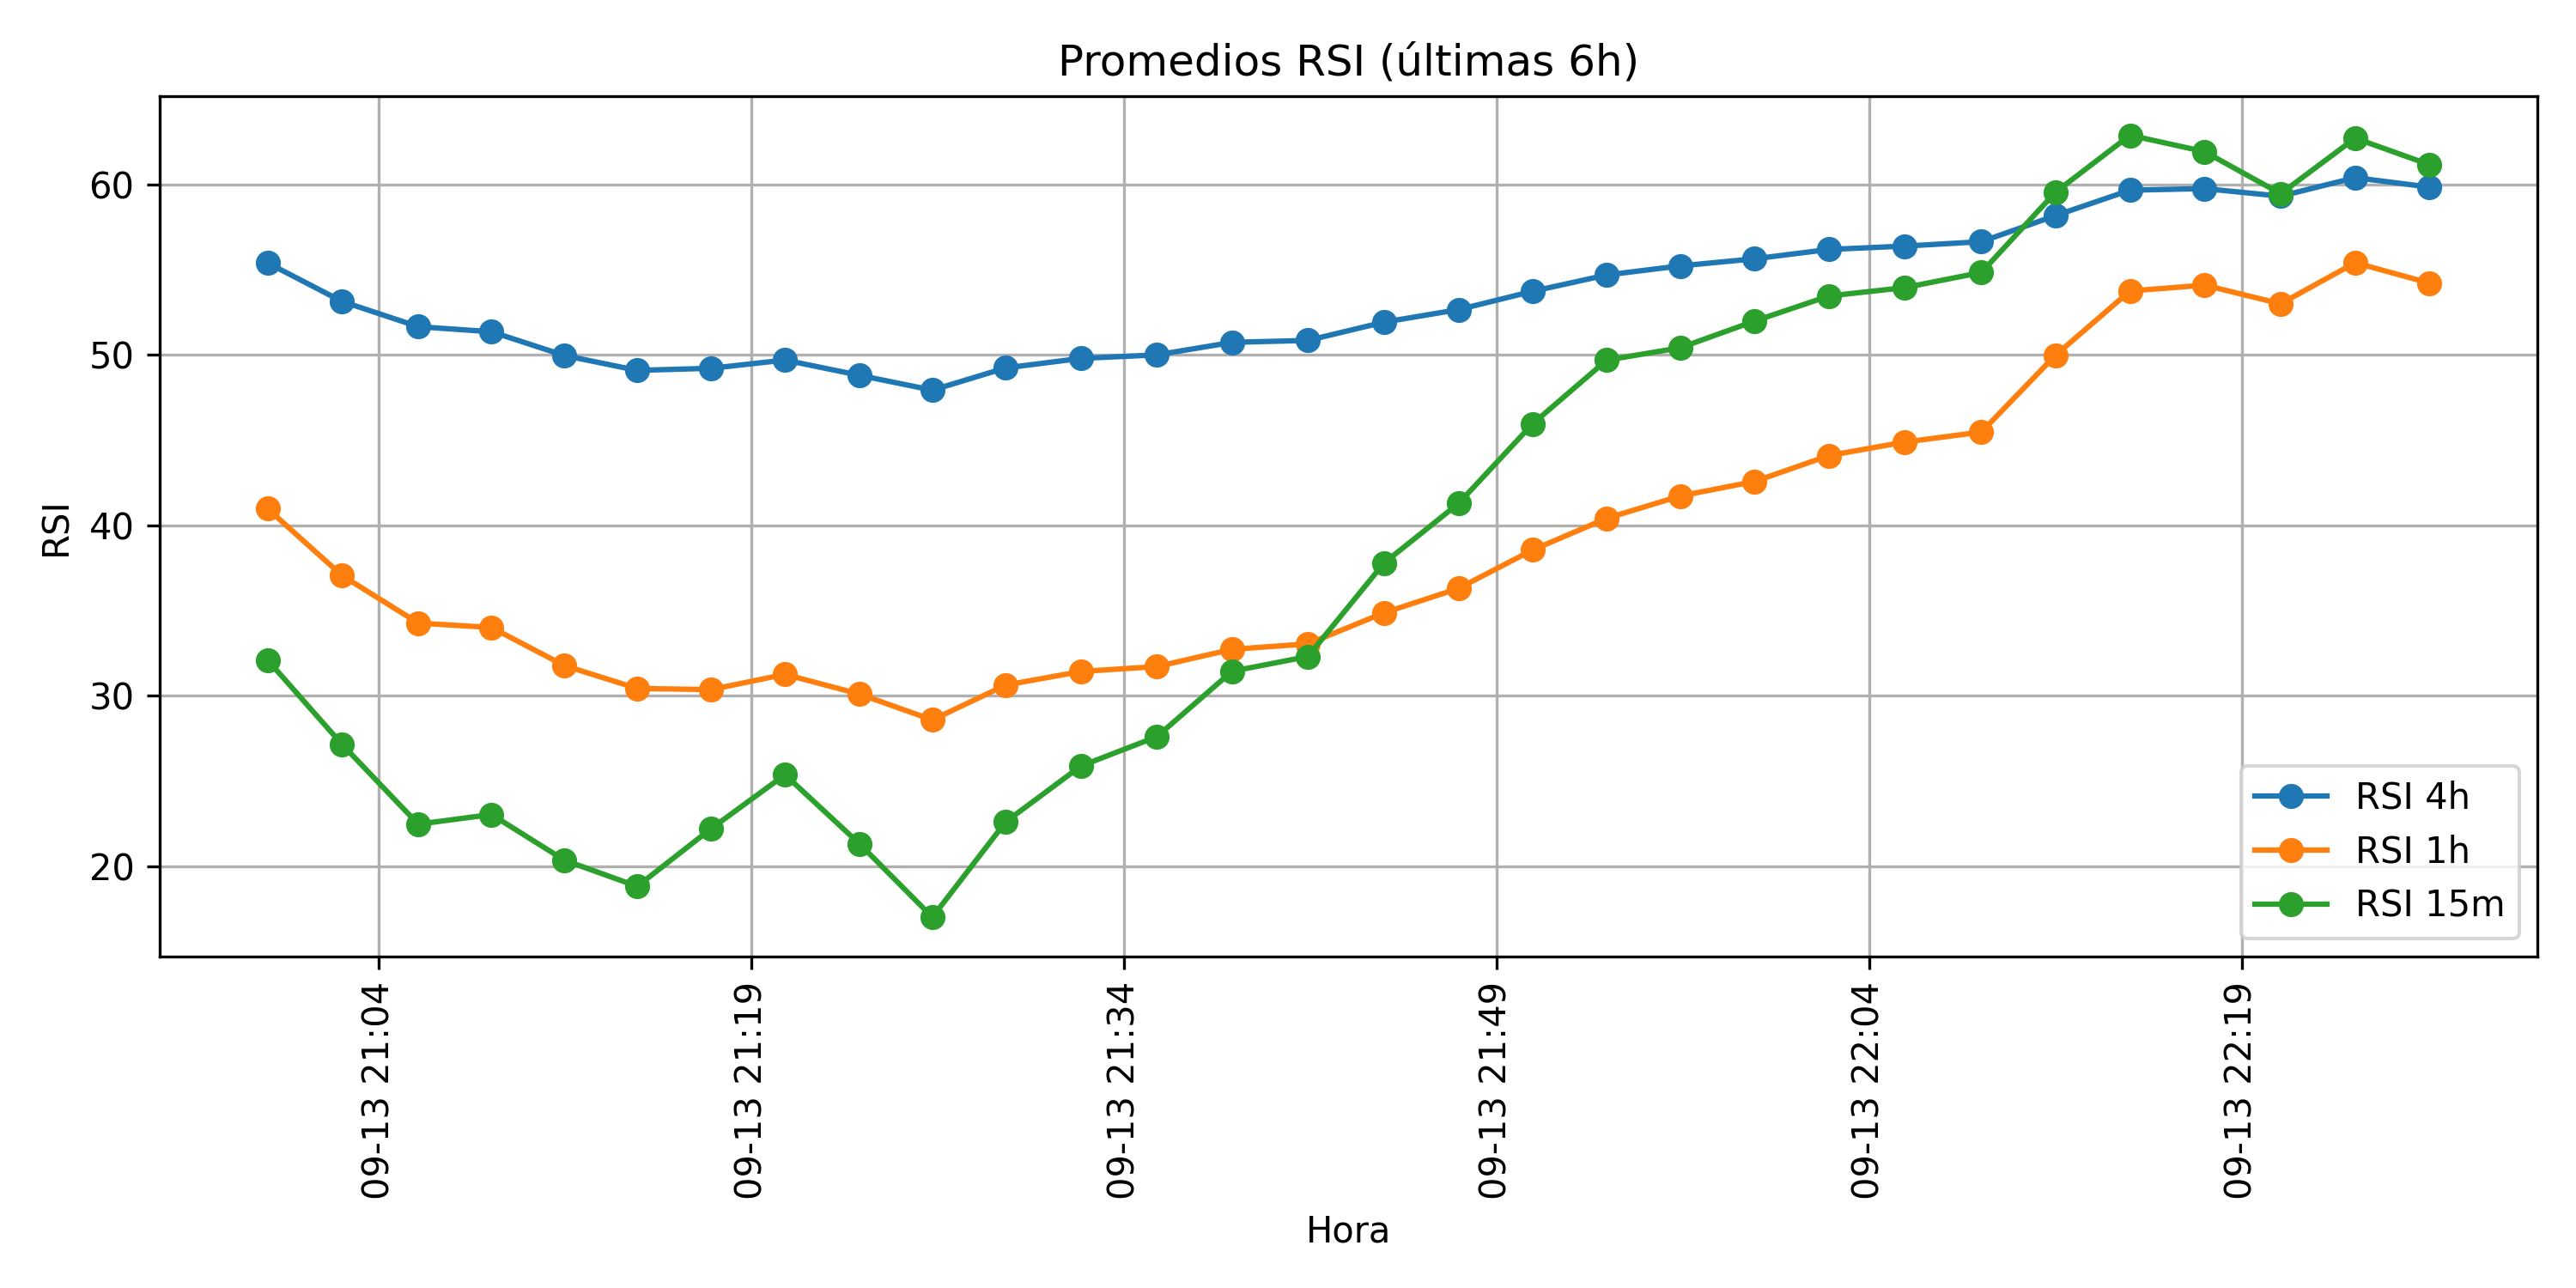 Promedios RSI (últimas 6h)
RSI
60
50
40
30
20
RSI 4h
RSI 1h
RSI 15m
09-13 21:04
09-13 21:19
09-13 21:34
09-13 21:49
09-13 22:04
09-13 22:19
Hora